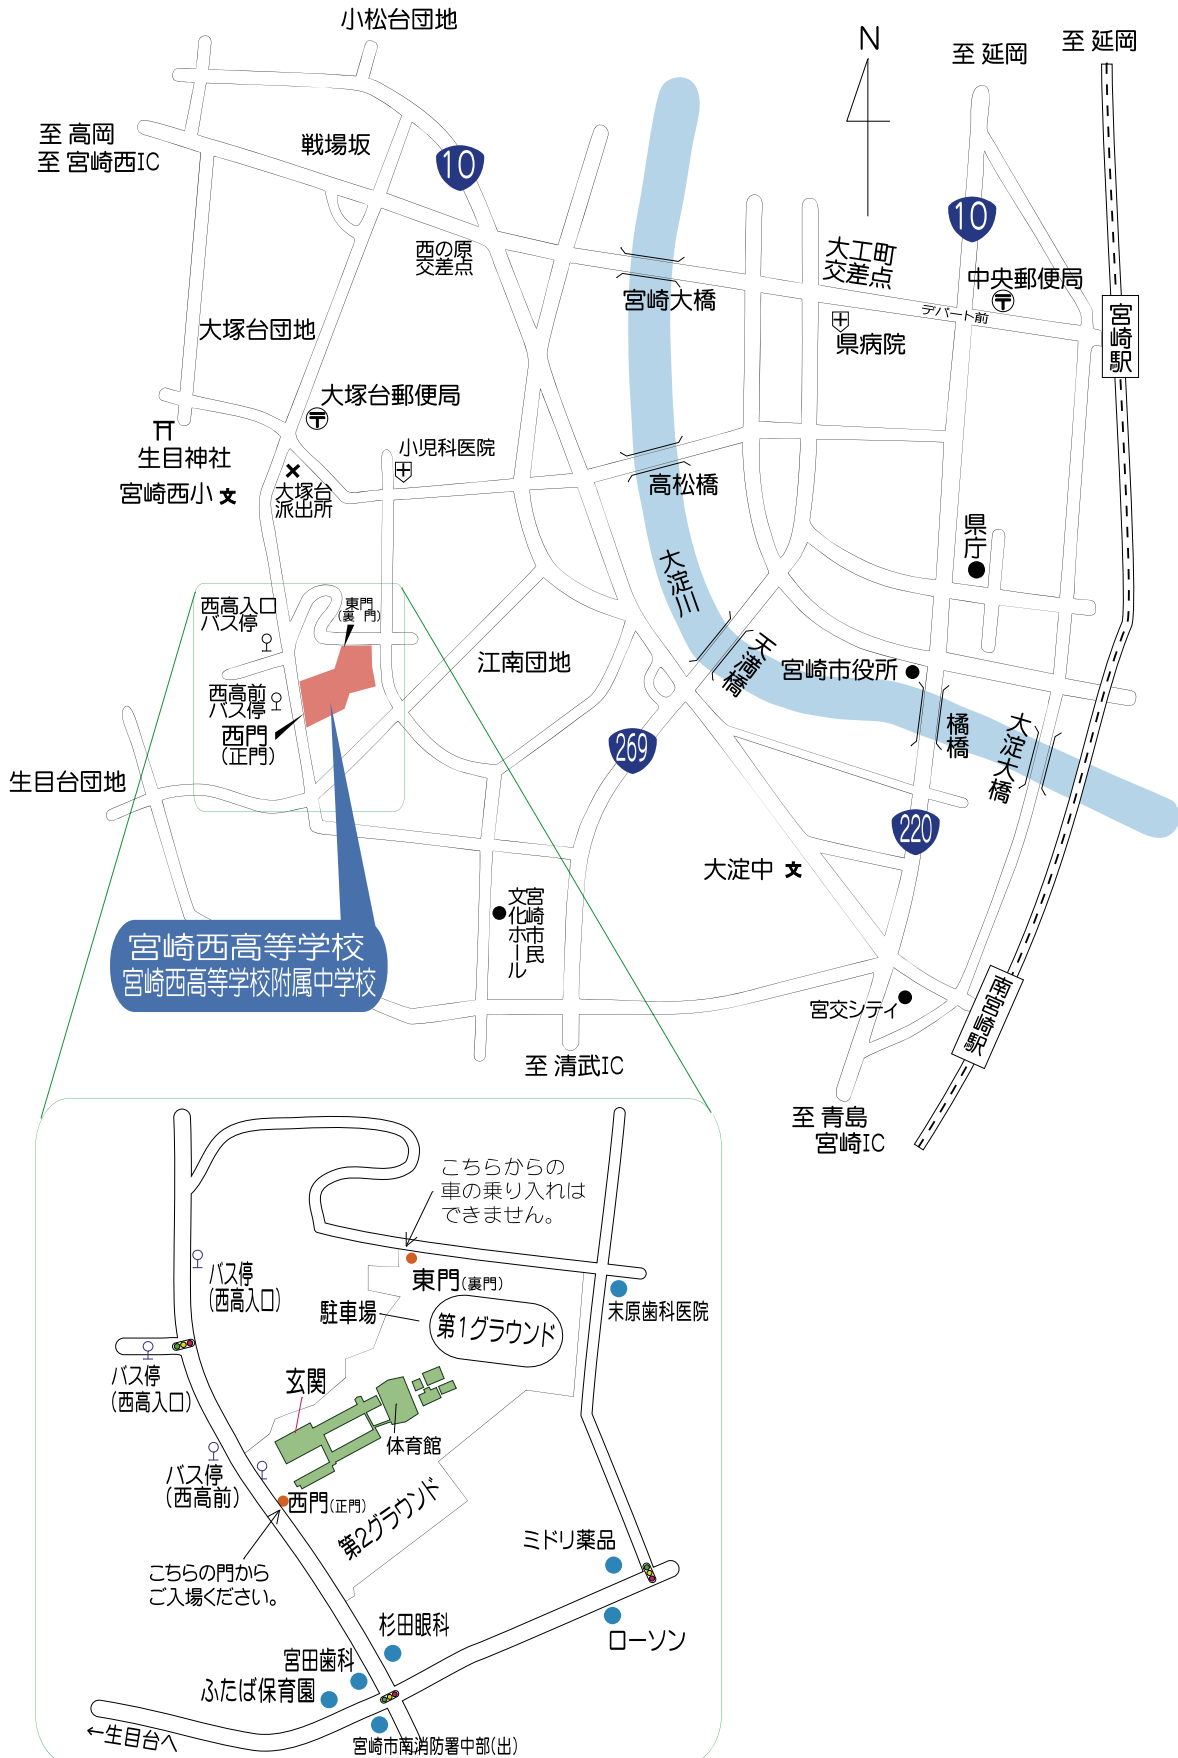 小松台団地
N
至 延岡
至 延岡
至 高岡
至 宮崎西IC
戦場坂
10
10
西の原
交差点
大工町
交差点
中央郵便局
宮崎大橋
デパート前
県病院
宮崎駅
大塚台団地
大塚台郵便局
小児科医院
生目神社
宮崎西小
大塚台
派出所
高松橋
県庁
大淀川
西高入口
バス停
東門
(裏門)
江南団地
天満橋
宮崎市役所
西高前
バス停
西門
(正門)
269
橘橋
大淀大橋
生目台団地
220
大淀中
宮崎市民
文化ホール
宮崎西高等学校
宮崎西高等学校附属中学校
宮交シティ
南宮崎駅
至 清武IC
至 青島
宮崎IC
こちらからの
車の乗り入れは
できません。
バス停
(西高入口)
東門(裏門)
駐車場
第1グラウンド
末原歯科医院
バス停
(西高入口)
玄関
体育館
バス停
(西高前)
西門(正門)
第2グラウンド
こちらの門から
ご入場ください。
ミドリ薬品
杉田眼科
ローソン
宮田歯科
ふたば保育園
←生目台へ
宮崎市南消防署中部(出)